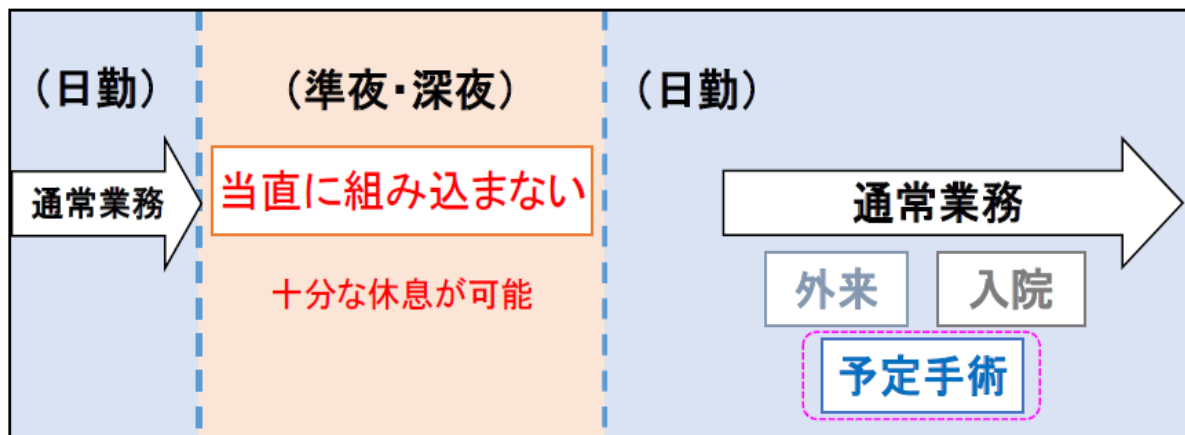 (日勤)
通常業務
(準夜・深夜)
当直に組み込まない
十分な休息が可能
(日勤)
通常業務
外来
入院
予定手術